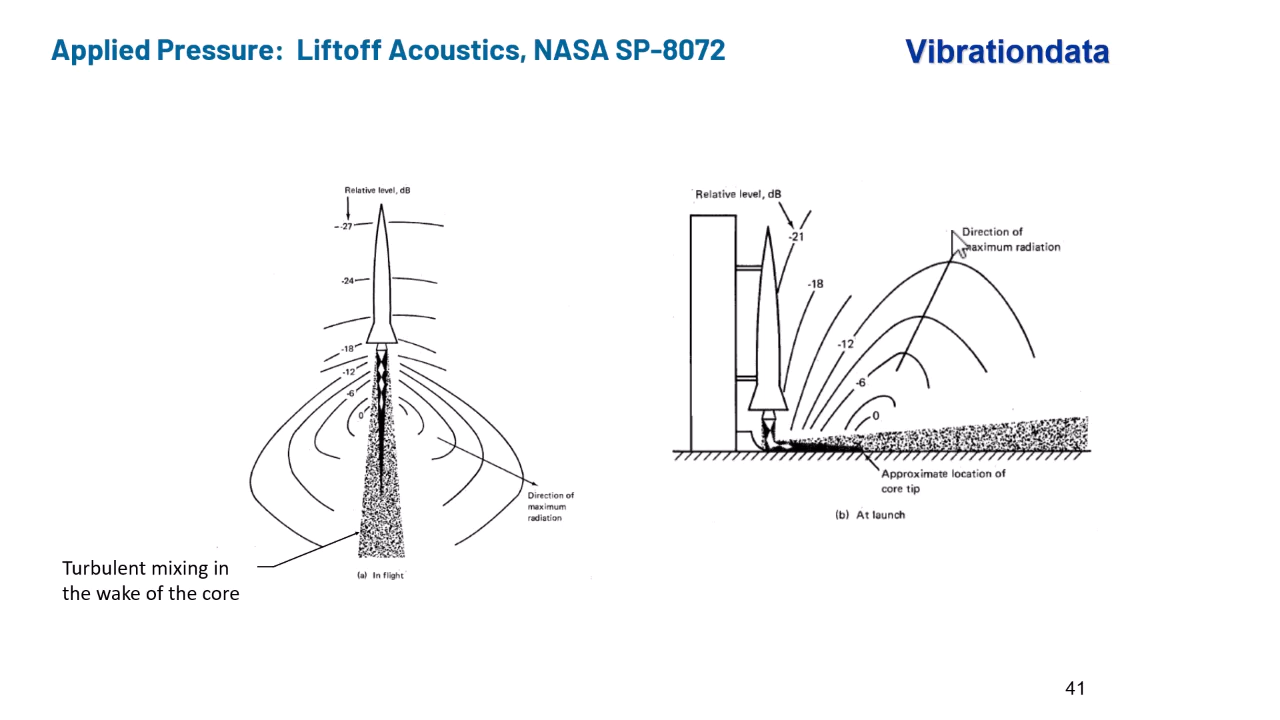 Applied Pressure: Liftoff Acoustics, NASA SP-8072
Vibrationdata
Relative level, dB
-27
-24
-18
-12
-6
0
Direction of
maximum
radiation
Turbulent mixing in
the wake of the core
(a) In flight
Relative level, dB
-21
-18
-12
-6
0
Direction of
maximum radiation
Approximate location of
core tip
(b) At launch
41